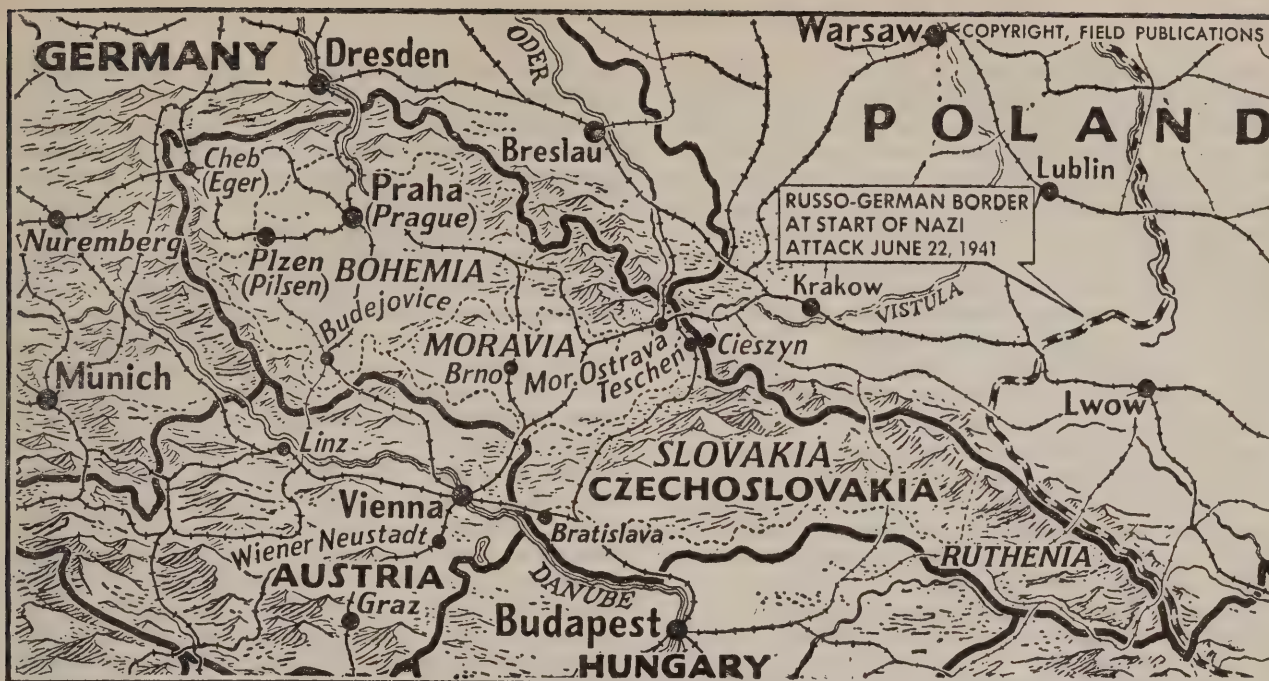 GERMANY
Dresden
ODER
Warsaw
COPYRIGHT, FIELD PUBLICATIONS
POLAND
Breslau
Lublin
Cheb
(Eger)
Praha
(Prague)
RUSSO-GERMAN BORDER
AT START OF NAZI
ATTACK JUNE 22, 1941
Nuremberg
Plzen
(Pilsen)
BOHEMIA
Budejovice
Krakow
VISTULA
MORAVIA
Brno
Mor. Ostrava
Teschen
Cieszyn
Munich
Lwow
Linz
SLOVAKIA
CZECHOSLOVAKIA
Vienna
Bratislava
Wiener Neustadt
RUTHENIA
AUSTRIA
Graz
DANUBE
Budapest
HUNGARY